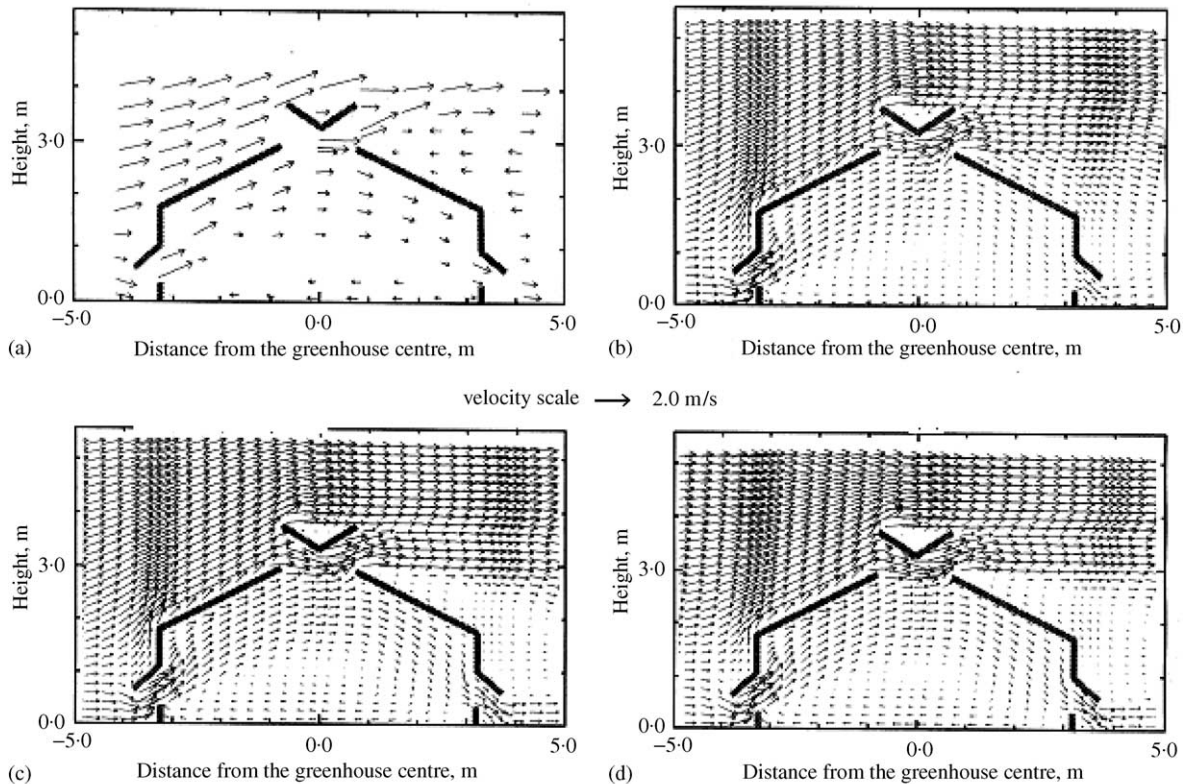 Height, m
3·0
0·0
−5·0
0·0
5·0
(a)
Distance from the greenhouse centre, m
Height, m
3·0
0·0
−5·0
0·0
5·0
(b)
Distance from the greenhouse centre, m
velocity scale → 2.0 m/s
Height, m
3·0
0·0
−5·0
0·0
5·0
(c)
Distance from the greenhouse centre, m
Height, m
3·0
0·0
−5·0
0·0
5·0
(d)
Distance from the greenhouse centre, m